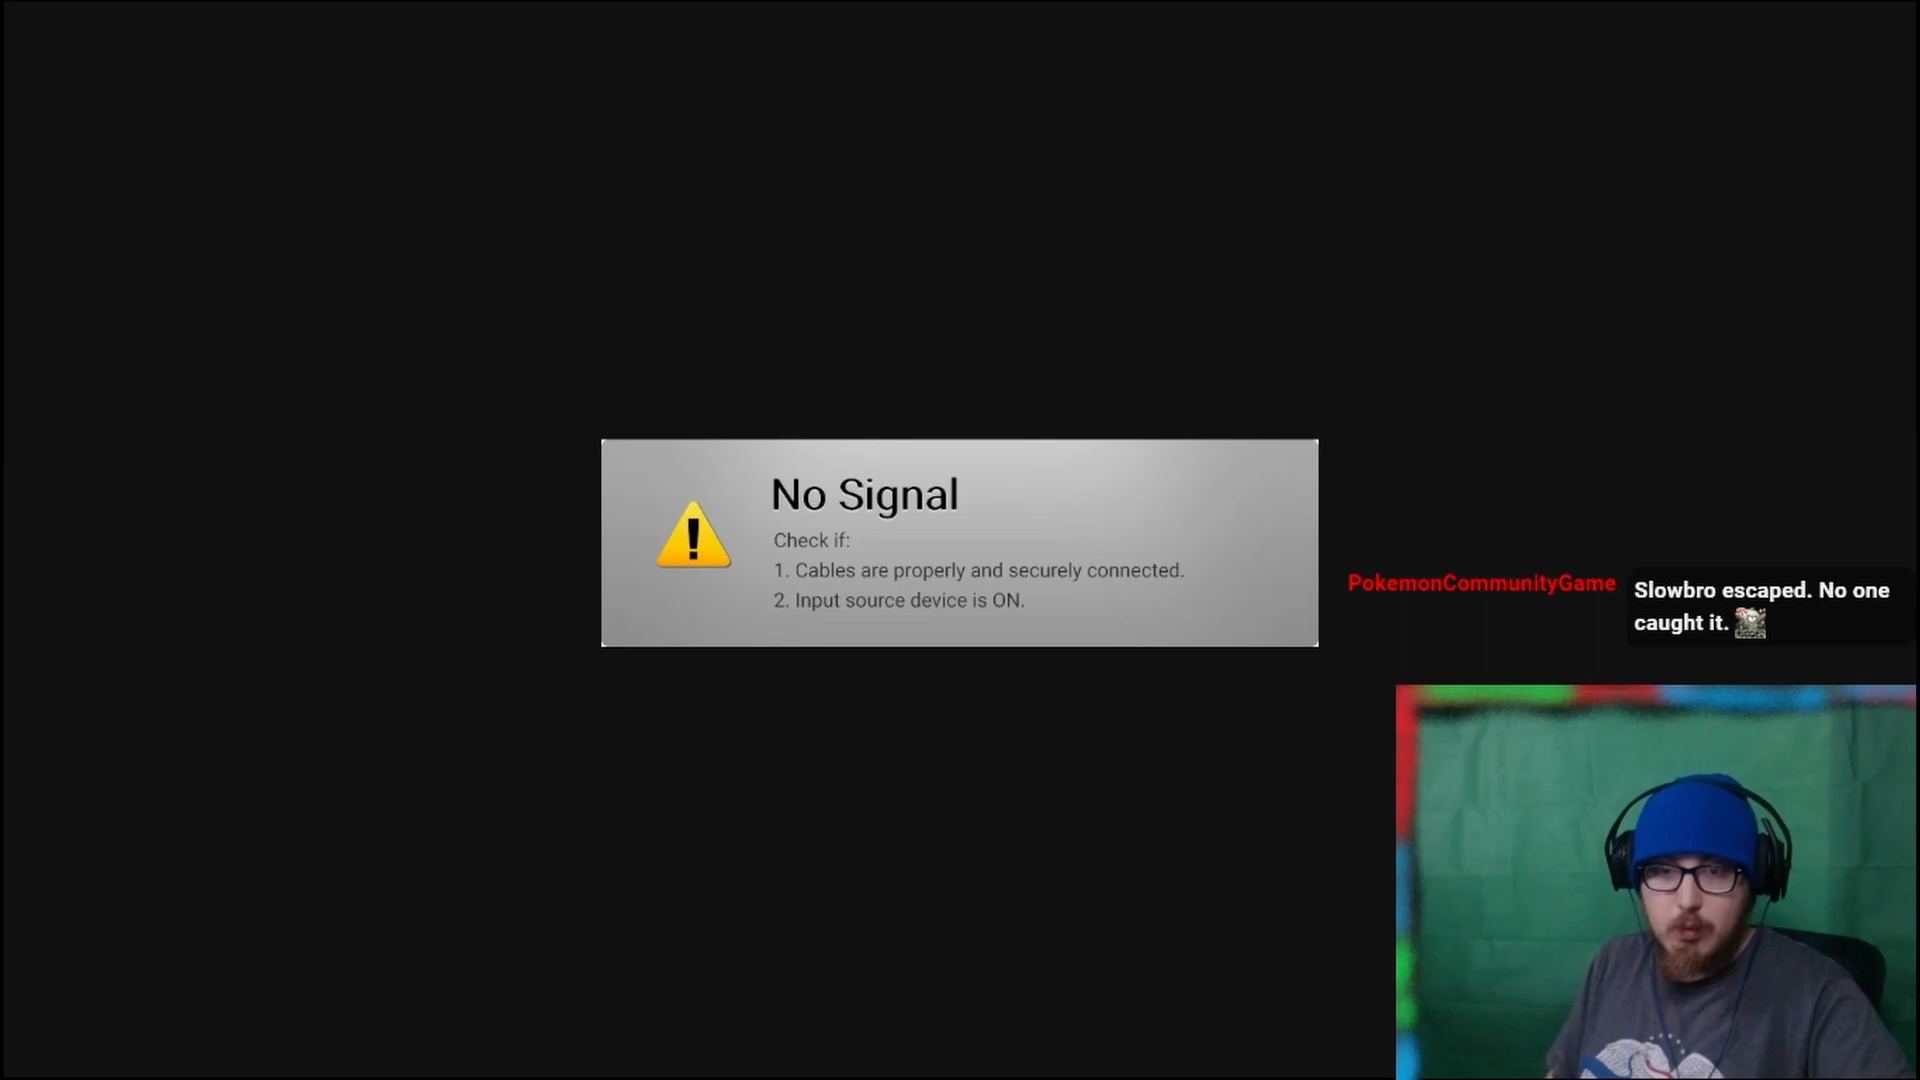 No Signal
Check if:
1. Cables are properly and securely connected.
2. Input source device is ON.
PokemonCommunityGame
Slowbro escaped. No one
caught it.